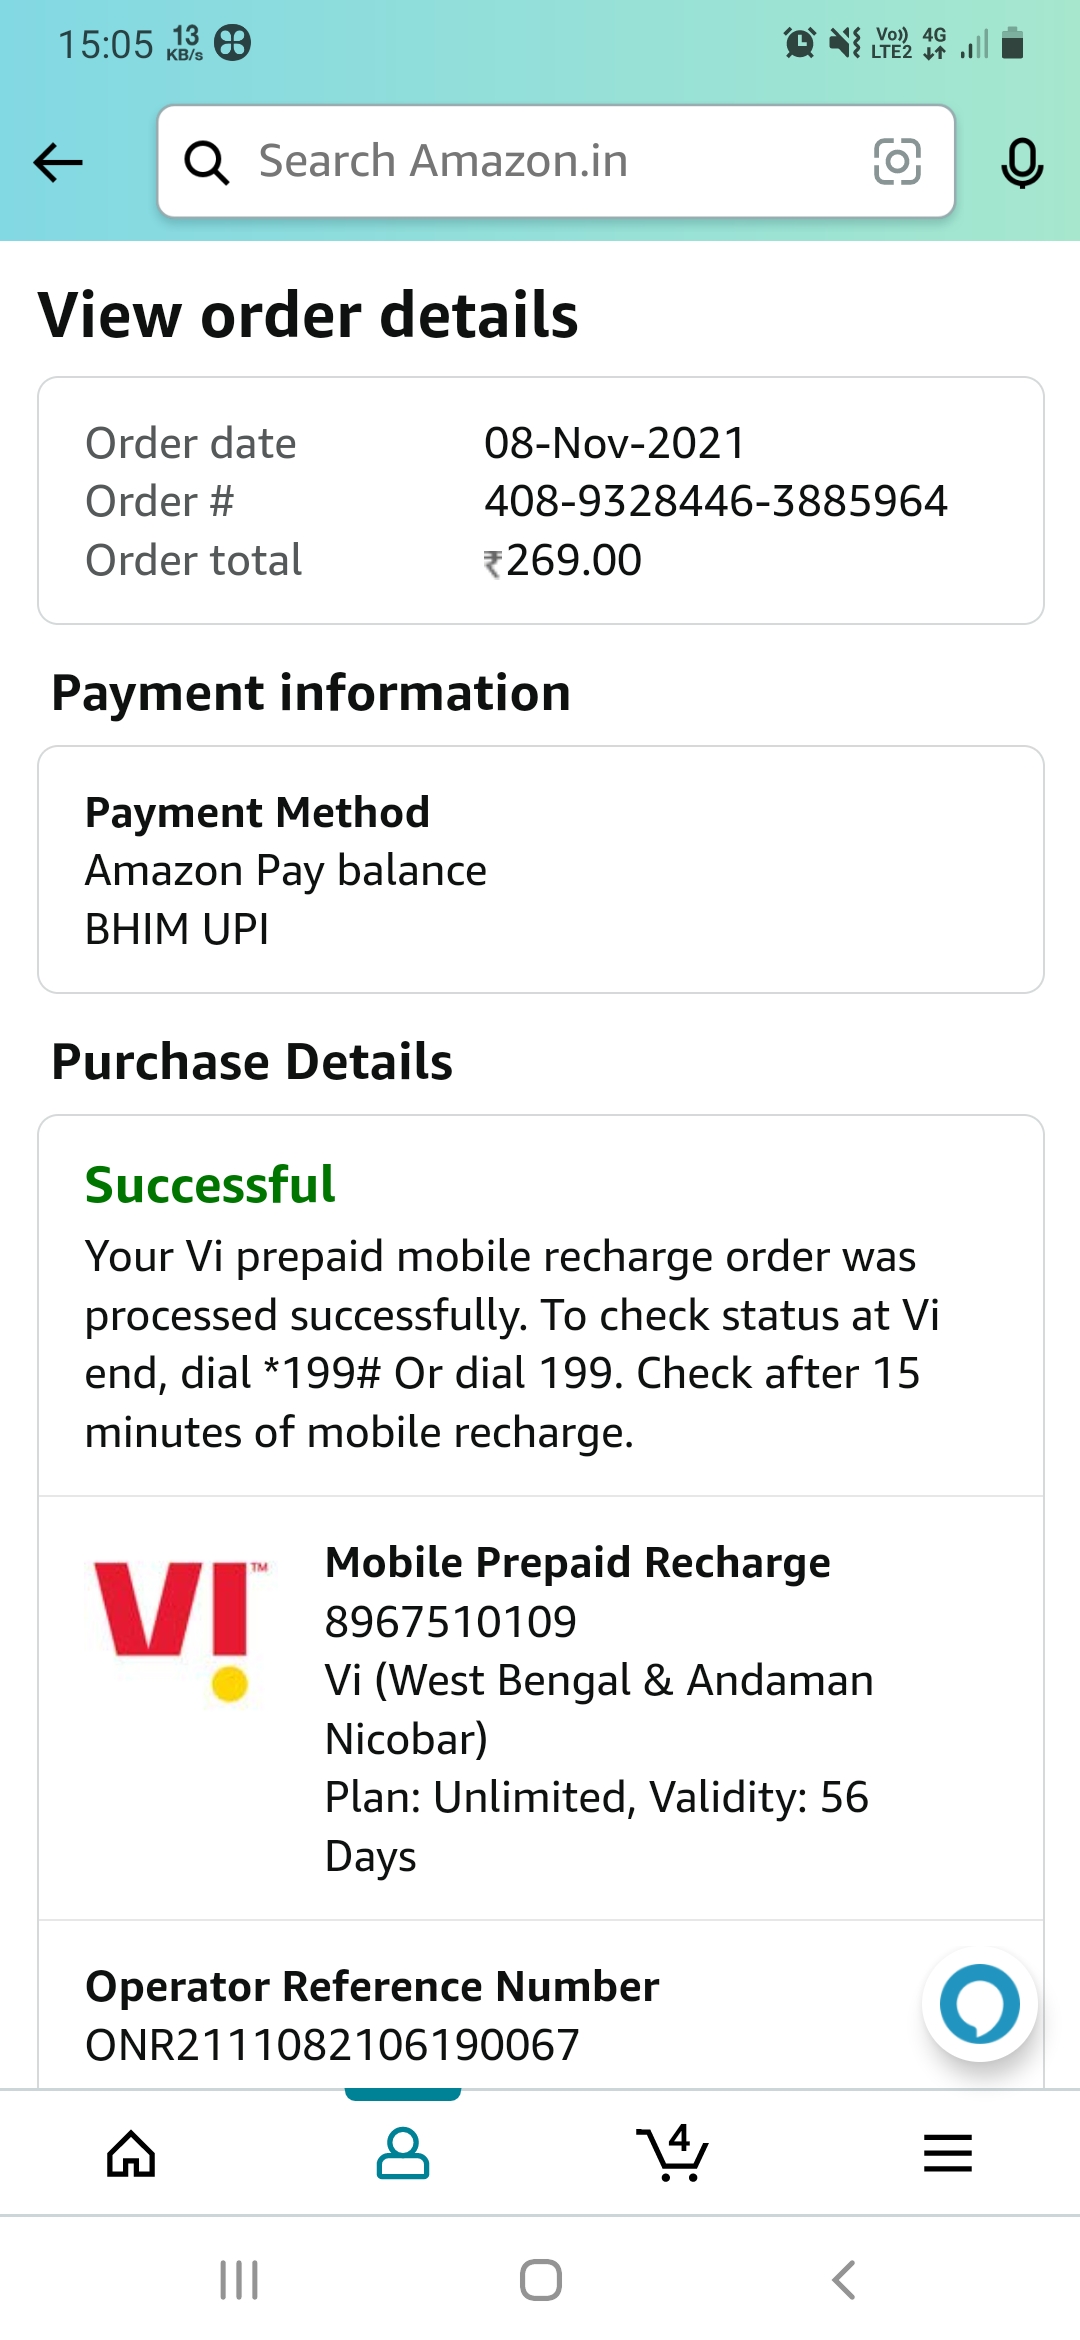 15:05 13 KB/s Vo)) LTE2 4G
Search Amazon.in
View order details
Order date 08-Nov-2021
Order # 408-9328446-3885964
Order total ₹269.00
Payment information
Payment Method
Amazon Pay balance
BHIM UPI
Purchase Details
Successful
Your Vi prepaid mobile recharge order was
processed successfully. To check status at Vi
end, dial *199# Or dial 199. Check after 15
minutes of mobile recharge.
VI™
Mobile Prepaid Recharge
8967510109
Vi (West Bengal & Andaman
Nicobar)
Plan: Unlimited, Validity: 56
Days
Operator Reference Number
ONR2111082106190067
4